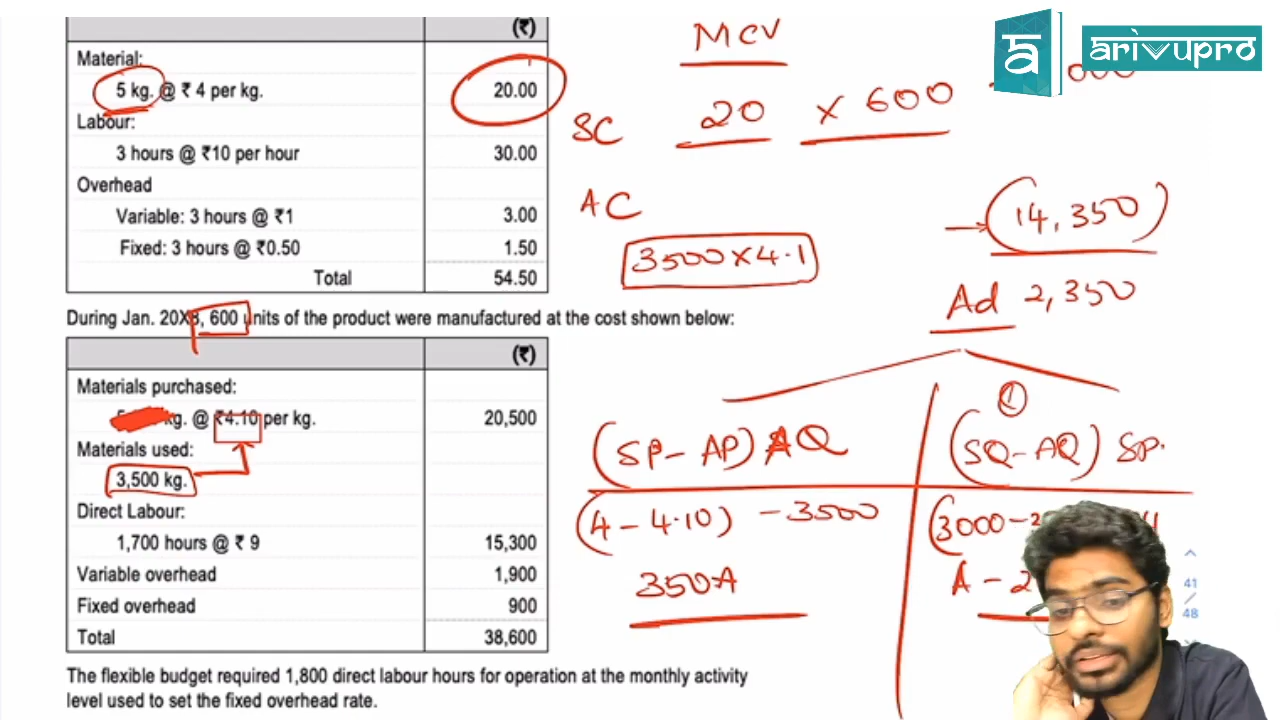 (₹)
Material:
5 kg. @ ₹ 4 per kg. 20.00
Labour:
3 hours @ ₹10 per hour 30.00
Overhead
Variable: 3 hours @ ₹1 3.00
Fixed: 3 hours @ ₹0.50 1.50
Total 54.50
During Jan. 20X8, 600 units of the product were manufactured at the cost shown below:
(₹)
Materials purchased:
kg. @ ₹4.10 per kg. 20,500
Materials used:
3,500 kg.
Direct Labour:
1,700 hours @ ₹ 9 15,300
Variable overhead 1,900
Fixed overhead 900
Total 38,600
The flexible budget required 1,800 direct labour hours for operation at the monthly activity
level used to set the fixed overhead rate.
MCV
SC 20 × 600
AC
3500×4.1
14,350
Ad 2,350
(SP-AP) AQ
(4-4.10) -3500
350A
1
(SQ-AQ) SP.
(3000-
A -
a
arivupro
41
/
48